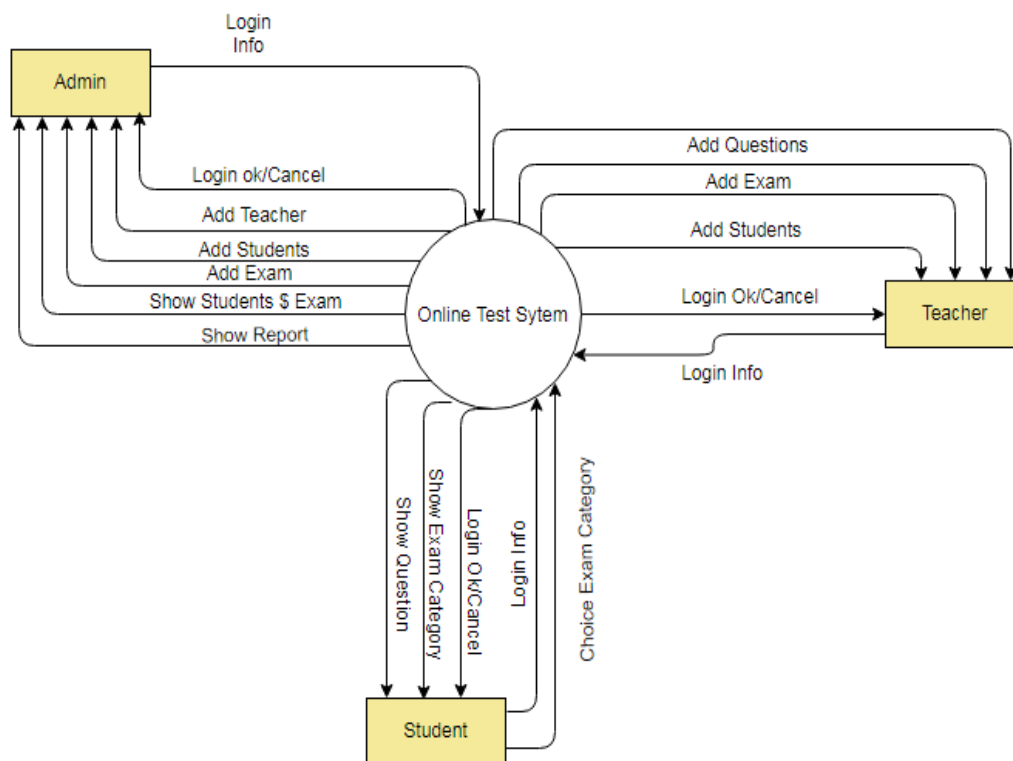 Login
Info
Admin
Login ok/Cancel
Add Teacher
Add Students
Add Exam
Show Students $ Exam
Show Report
Online Test Sytem
Add Questions
Add Exam
Add Students
Login Ok/Cancel
Teacher
Login Info
Show Question
Show Exam Category
Login Ok/Cancel
Login Info
Choice Exam Category
Student